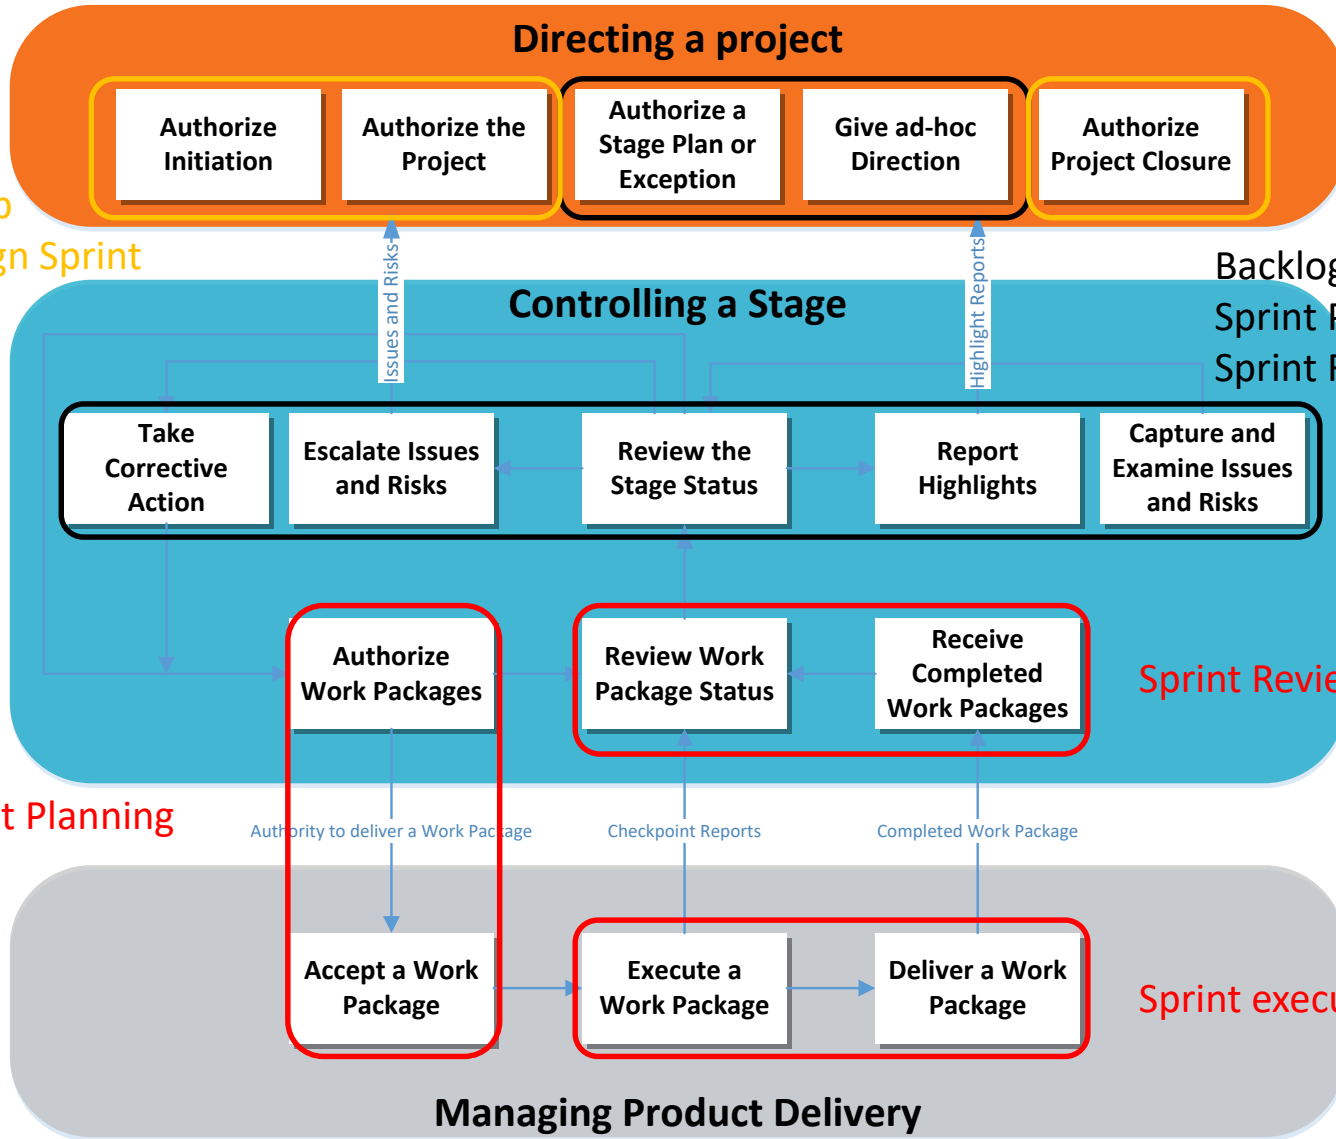 Directing a project
Authorize
Initiation
Authorize the
Project
Authorize a
Stage Plan or
Exception
Give ad-hoc
Direction
Authorize
Project Closure
Sprint
Issues and Risks
Highlight Reports
Backlog
Sprint
Sprint
Controlling a Stage
Take
Corrective
Action
Escalate Issues
and Risks
Review the
Stage Status
Report
Highlights
Capture and
Examine Issues
and Risks
Authorize
Work Packages
Review Work
Package Status
Receive
Completed
Work Packages
Sprint
Planning
Authority to deliver a Work Package
Checkpoint Reports
Completed Work Package
Accept a Work
Package
Execute a
Work Package
Deliver a Work
Package
Sprint
Managing Product Delivery